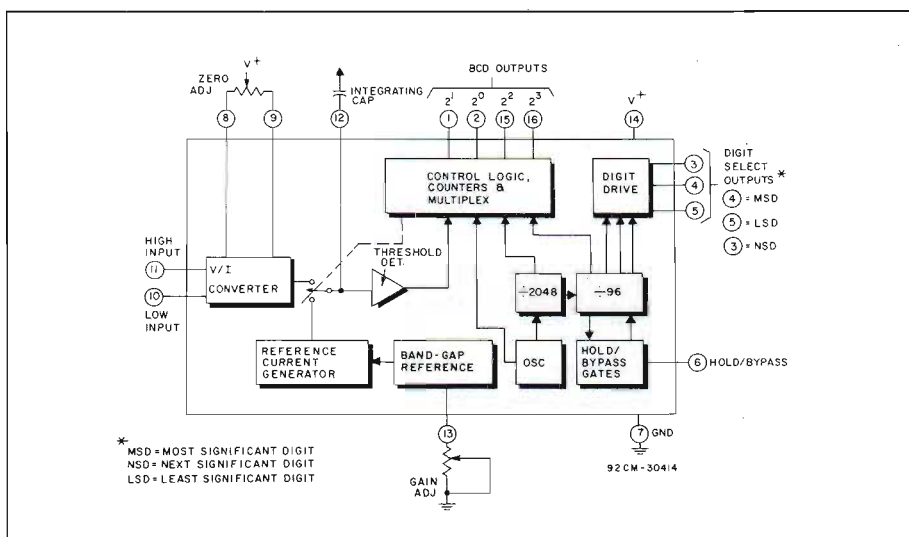 BCD OUTPUTS
V+
ZERO ADJ
INTEGRATING CAP
2¹ 2⁰ 2² 2³
V+
8 9 12 1 2 15 16 14
CONTROL LOGIC,
COUNTERS &
MULTIPLEX
DIGIT
DRIVE
3
4
5
DIGIT
SELECT
OUTPUTS *
4 = MSD
5 = LSD
3 = NSD
HIGH
INPUT
11
10
LOW
INPUT
V/I
CONVERTER
THRESHOLD
DET.
÷2048
÷96
REFERENCE
CURRENT
GENERATOR
BAND-GAP
REFERENCE
OSC
HOLD/
BYPASS
GATES
6 HOLD/BYPASS
13
7 GND
GAIN
ADJ
92CM-30414
*
MSD = MOST SIGNIFICANT DIGIT
NSD = NEXT SIGNIFICANT DIGIT
LSD = LEAST SIGNIFICANT DIGIT